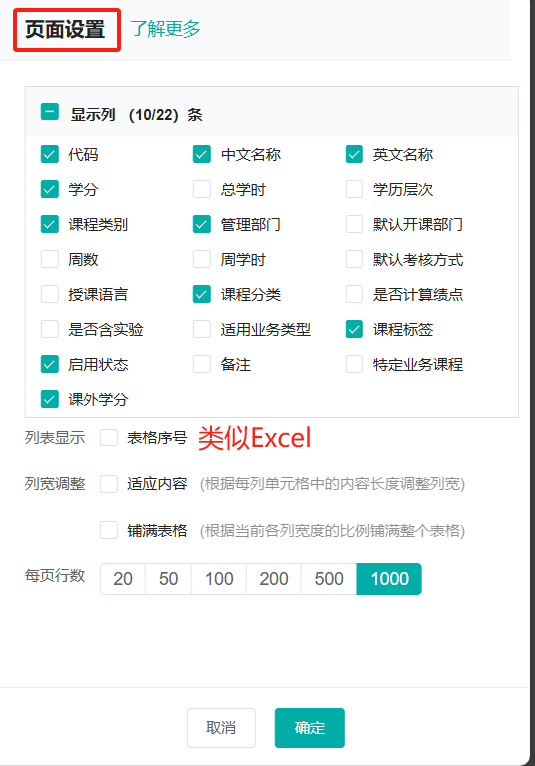 页面设置 了解更多
显示列 (10/22) 条
代码 中文名称 英文名称
学分 总学时 学历层次
课程类别 管理部门 默认开课部门
周数 周学时 默认考核方式
授课语言 课程分类 是否计算绩点
是否含实验 适用业务类型 课程标签
启用状态 备注 特定业务课程
课外学分
列表显示 表格序号 类似Excel
列宽调整 适应内容 (根据每列单元格中的内容长度调整列宽)
铺满表格 (根据当前各列宽度的比例铺满整个表格)
每页行数 20 50 100 200 500 1000
取消 确定